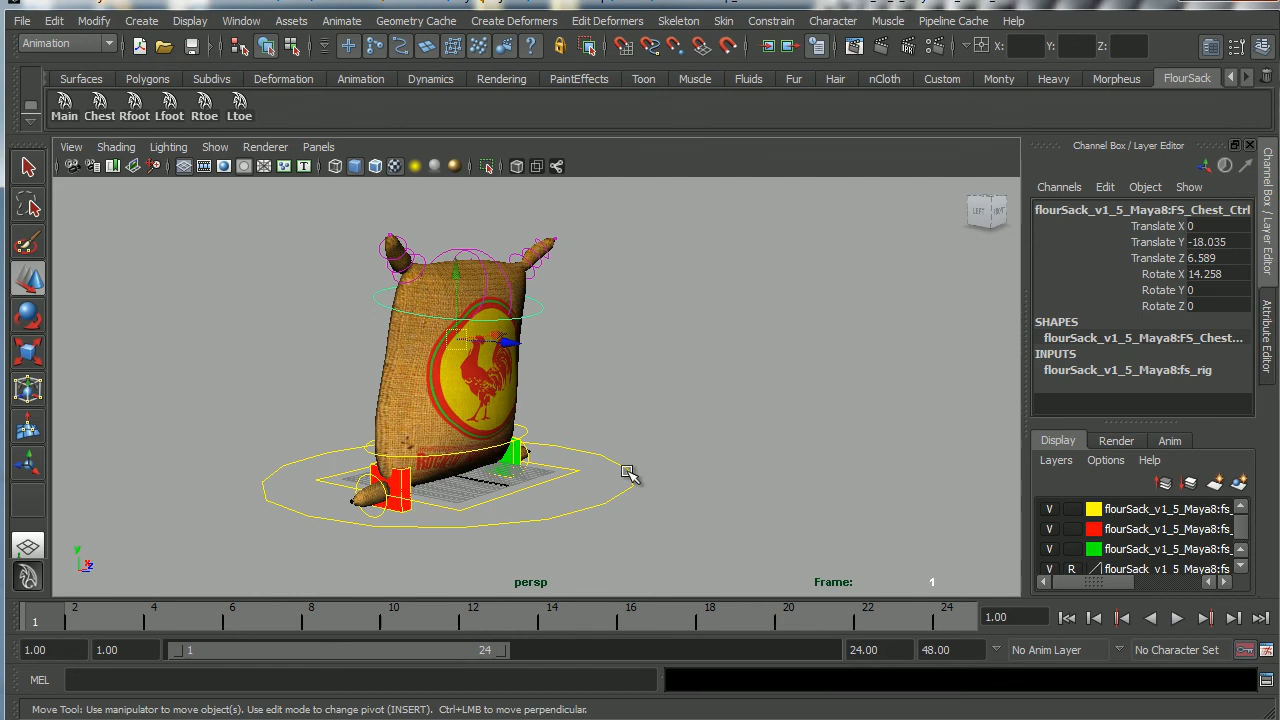 File Edit Modify Create Display Window Assets Animate Geometry Cache Create Deformers Edit Deformers Skeleton Skin Constrain Character Muscle Pipeline Cache Help
Animation X: Y: Z:
Surfaces Polygons Subdivs Deformation Animation Dynamics Rendering PaintEffects Toon Muscle Fluids Fur Hair nCloth Custom Monty Heavy Morpheus FlourSack
Main Chest Rfoot Lfoot Rtoe Ltoe
View Shading Lighting Renderer Panels
Channel Box / Layer Editor
Channels Edit Object Show
flourSack_v1_5_Maya8:FS_Chest_Ctrl
Translate X 0
Translate Y -18.035
Translate Z 6.589
Rotate X 14.258
Rotate Y 0
Rotate Z 0
SHAPES
flourSack_v1_5_Maya8:FS_Chest...
INPUTS
flourSack_v1_5_Maya8:fs_rig
Channel Box / Layer Editor
Attribute Editor
LEFT
Display Render Anim
Layers Options Help
V flourSack_v1_5_Maya8:fs_
V flourSack_v1_5_Maya8:fs_
V flourSack_v1_5_Maya8:fs_
V R flourSack_v1_5_Maya8:fs_
y
z
persp Frame: 1
1 2 4 6 8 10 12 14 16 18 20 22 24 1.00
1.00 1.00 1 24 24.00 48.00 No Anim Layer No Character Set
MEL
Move Tool: Use manipulator to move object(s). Use edit mode to change pivot (INSERT). Ctrl+LMB to move perpendicular.